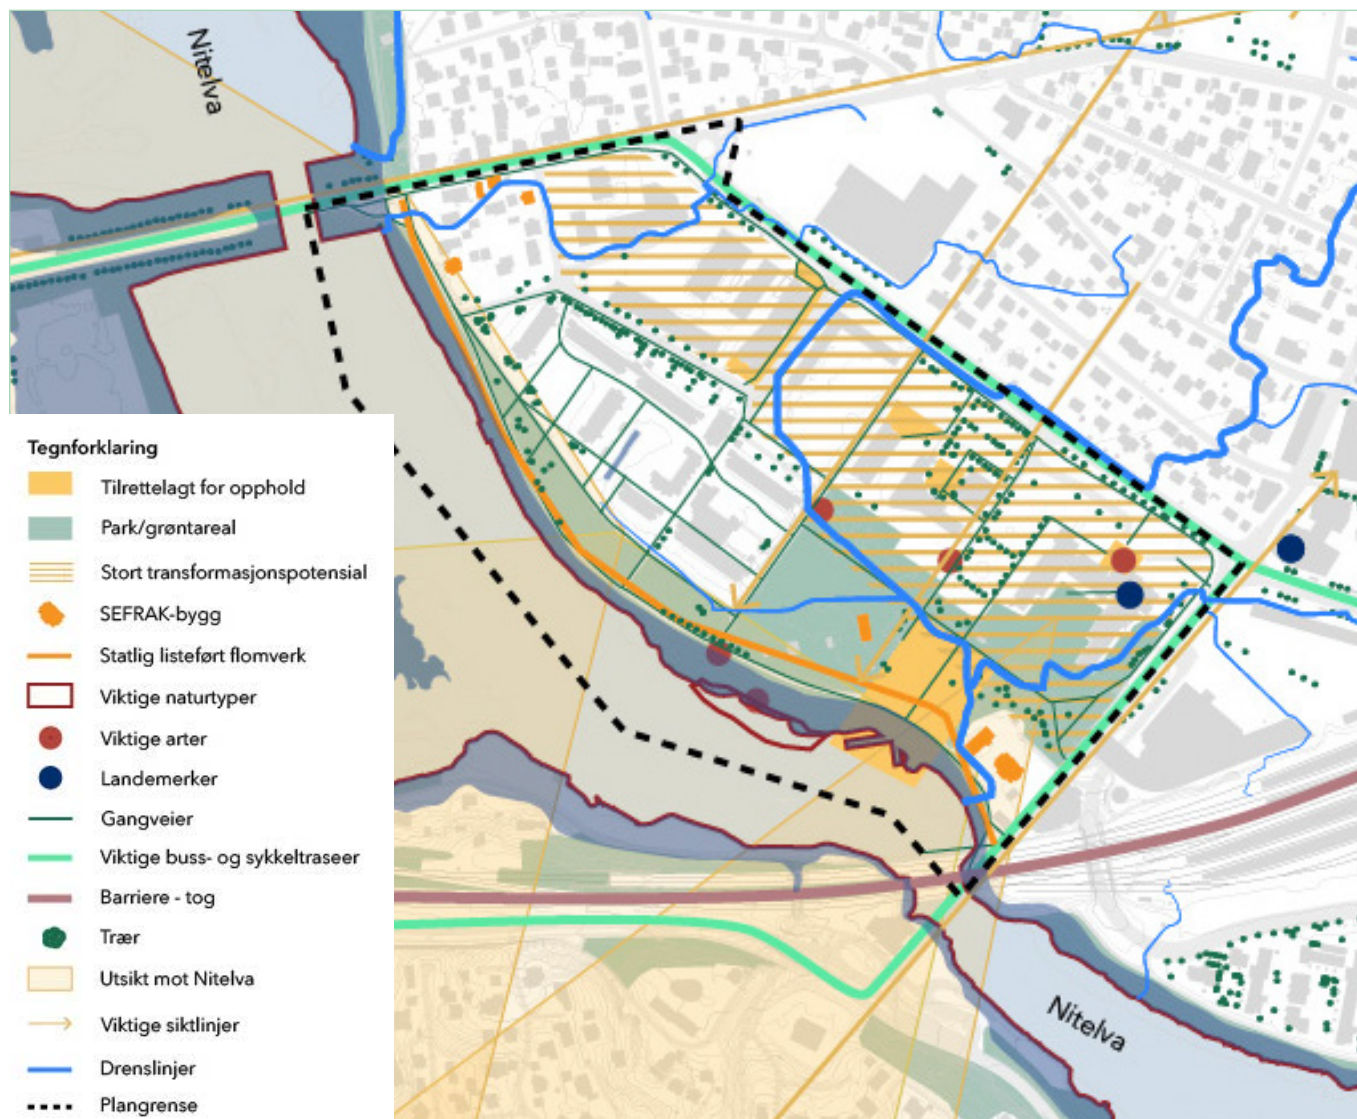 Nitelva
Tegnforklaring
Tilrettelagt for opphold
Park/grøntareal
Stort transformasjonspotensial
SEFRAK-bygg
Statlig listeført flomverk
Viktige naturtyper
Viktige arter
Landemerker
Gangveier
Viktige buss- og sykkeltraseer
Barriere - tog
Trær
Utsikt mot Nitelva
Viktige siktlinjer
Drenslinjer
Plangrense
Nitelva